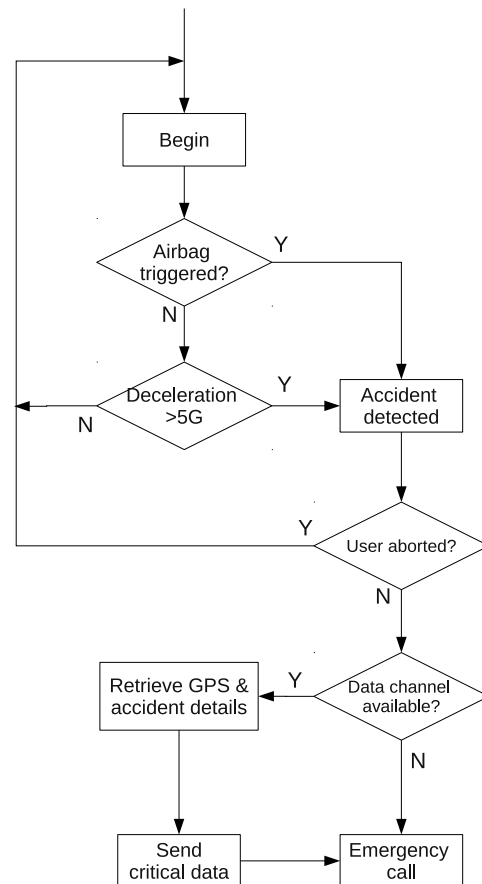 Begin
Y
Airbag
triggered?
N
Deceleration
>5G
Y
N
Accident
detected
Y
User aborted?
N
Retrieve GPS &
accident details
Y
Data channel
available?
N
Send
critical data
Emergency
call